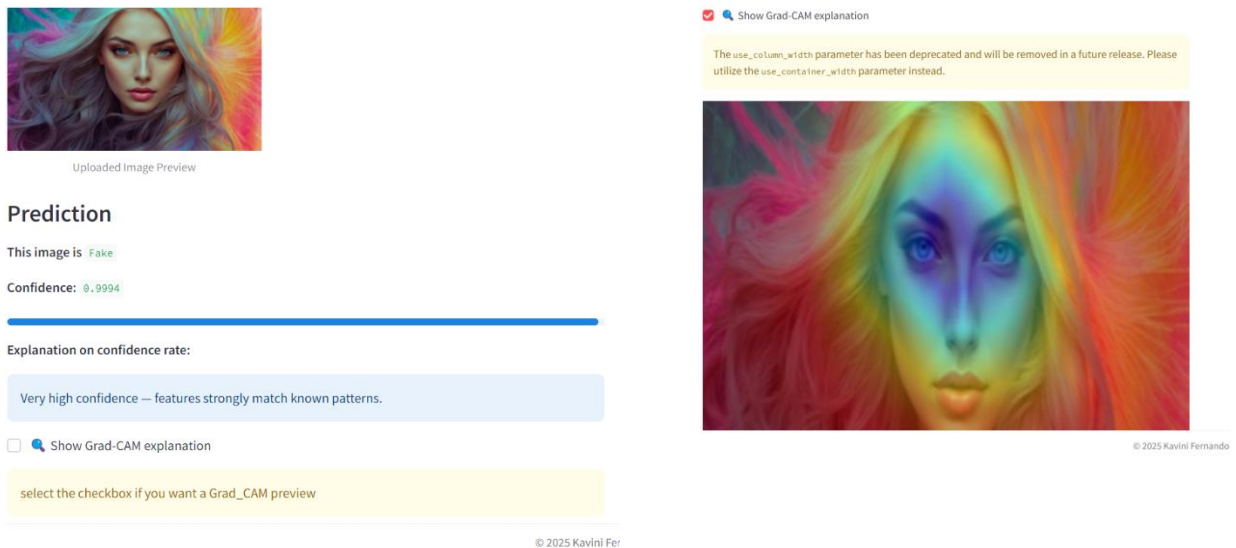 Uploaded Image Preview
Prediction
This image is Fake
Confidence: 0.9994
Explanation on confidence rate:
Very high confidence — features strongly match known patterns.
Show Grad-CAM explanation
select the checkbox if you want a Grad_CAM preview
© 2025 Kavini Fer
Show Grad-CAM explanation
The use_column_width parameter has been deprecated and will be removed in a future release. Please
utilize the use_container_width parameter instead.
© 2025 Kavini Fernando